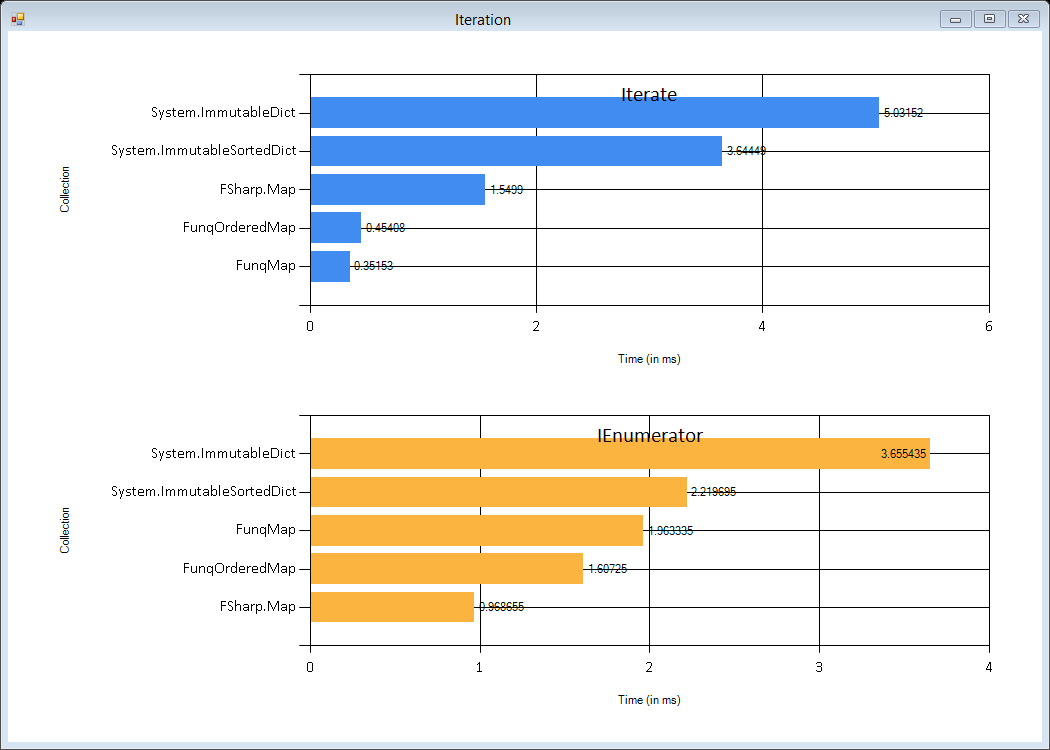 Iteration
Iterate
System.ImmutableDict 5.03152
System.ImmutableSortedDict 3.64449
FSharp.Map 1.5499
FunqOrderedMap 0.45408
FunqMap 0.35153
Collection
0 2 4 6
Time (in ms)
IEnumerator
System.ImmutableDict 3.655435
System.ImmutableSortedDict 2.219695
FunqMap 1.963335
FunqOrderedMap 1.60725
FSharp.Map 0.968655
Collection
0 1 2 3 4
Time (in ms)